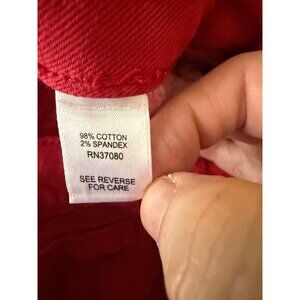 98% COTTON
2% SPANDEX
RN37080
SEE REVERSE
FOR CARE